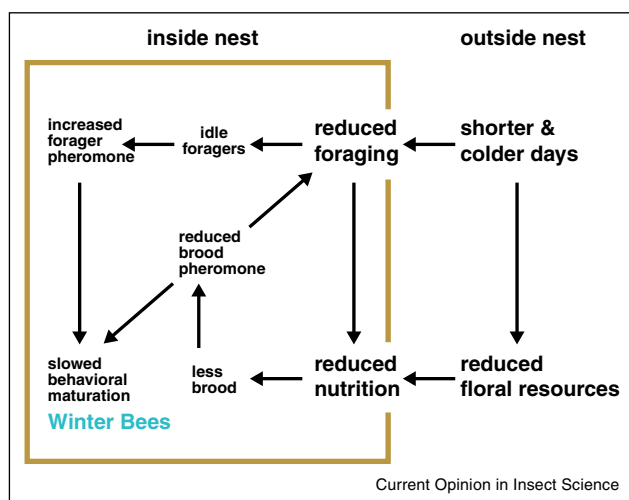 inside nest
outside nest
increased
forager
pheromone
idle
foragers
reduced
foraging
shorter &
colder days
reduced
brood
pheromone
slowed
behavioral
maturation
Winter Bees
less
brood
reduced
nutrition
reduced
floral resources
Current Opinion in Insect Science